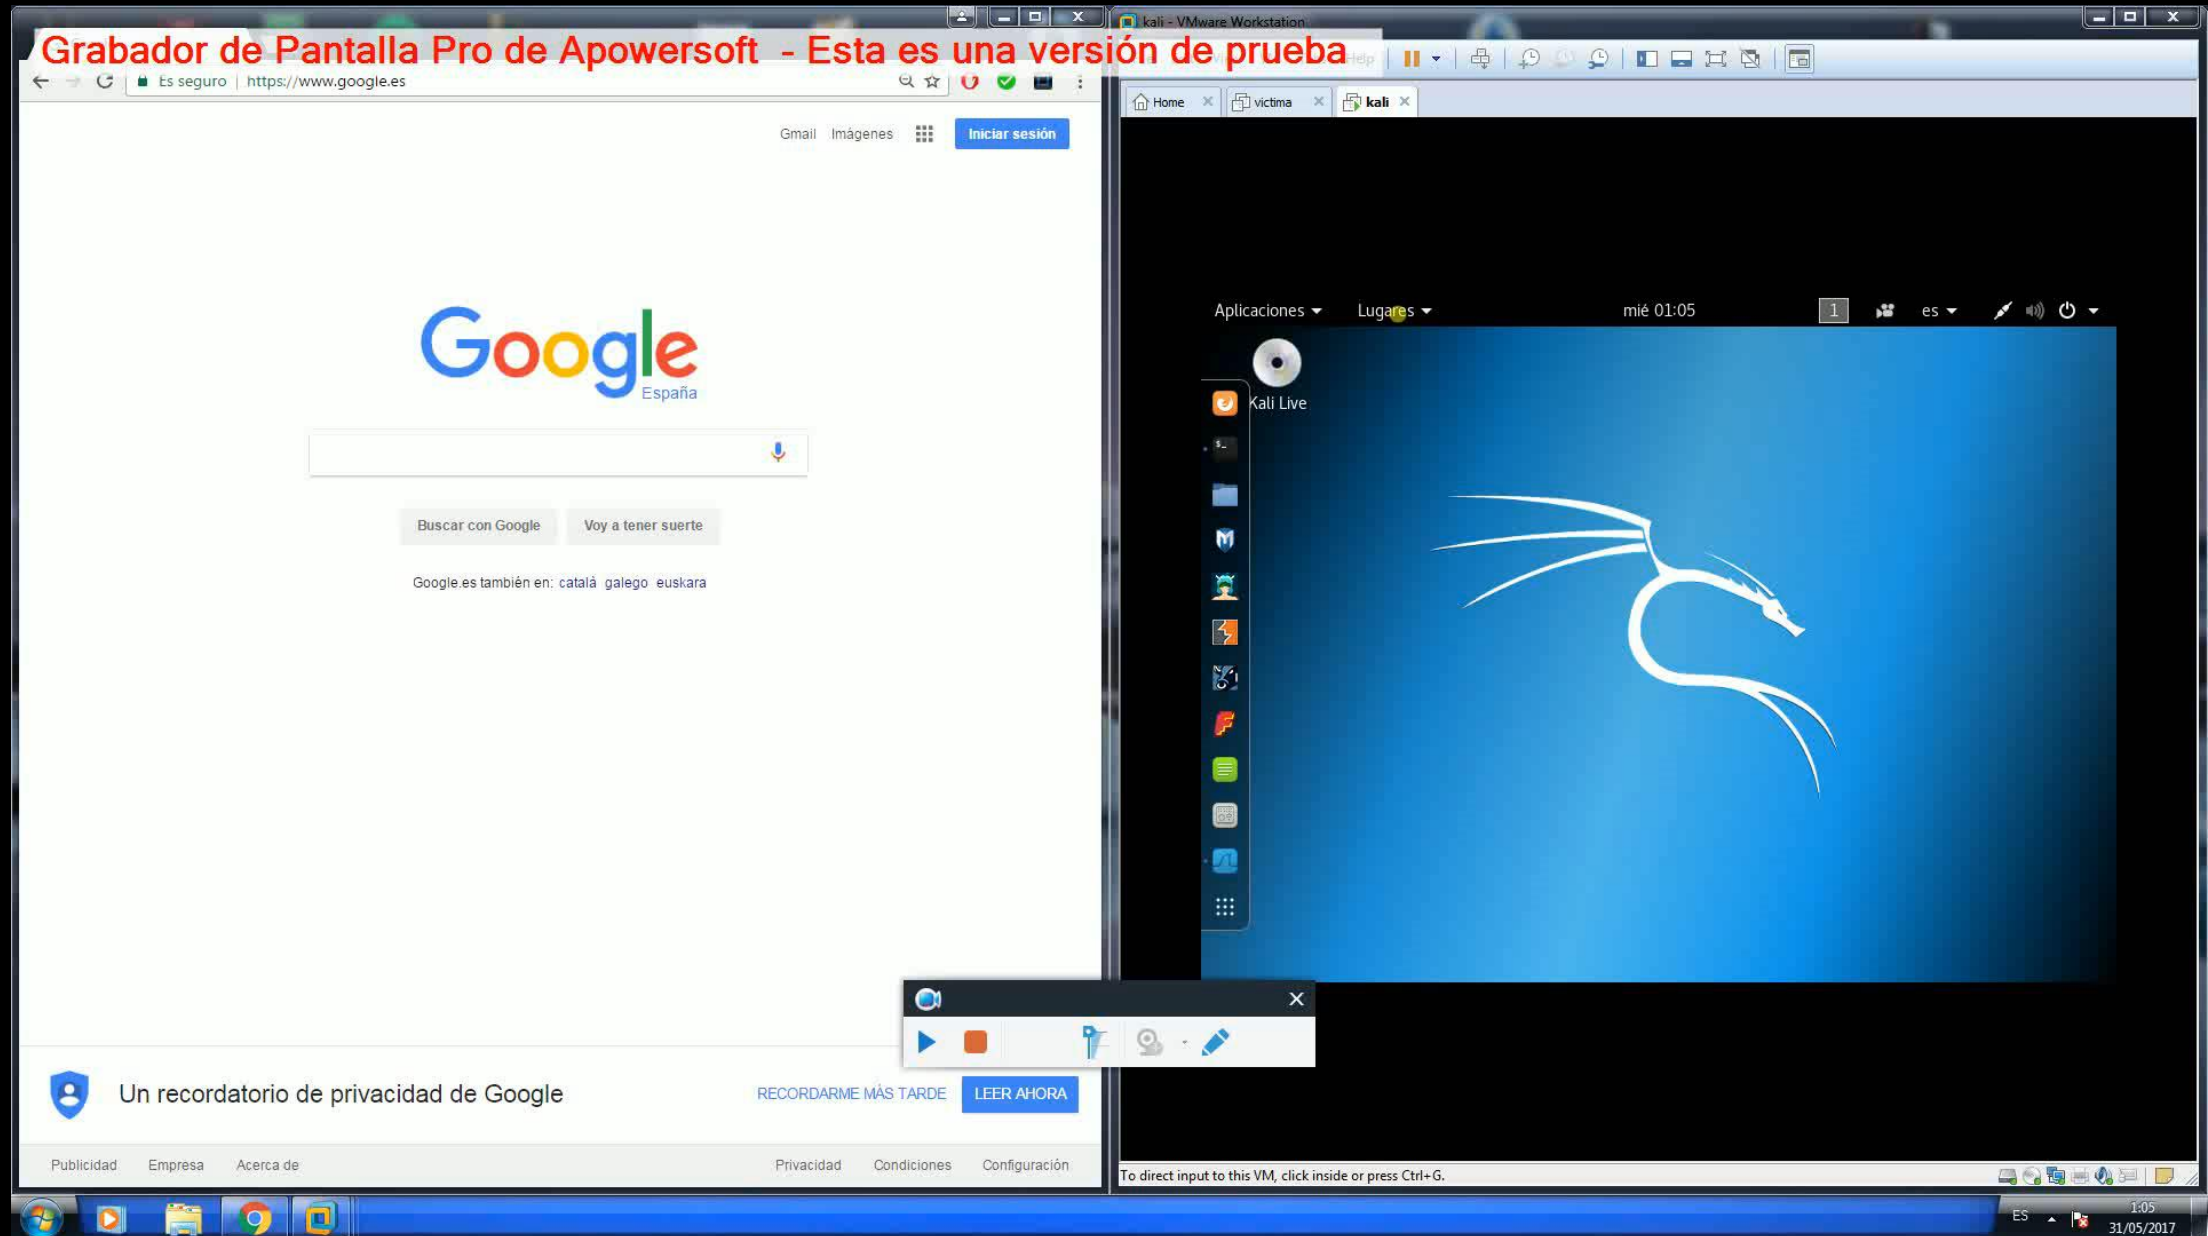 kali - VMware Workstation
Grabador de Pantalla Pro de Apowersoft - Esta es una versión de prueba
Help
Es seguro | https://www.google.es
Home
victima
kali
Gmail Imágenes Iniciar sesión
Aplicaciones Lugares mié 01:05 1 es
Google
España
Kali Live
Buscar con Google Voy a tener suerte
Google.es también en: català galego euskara
Un recordatorio de privacidad de Google RECORDARME MÁS TARDE LEER AHORA
Publicidad Empresa Acerca de Privacidad Condiciones Configuración
To direct input to this VM, click inside or press Ctrl+G.
ES 1:05
31/05/2017